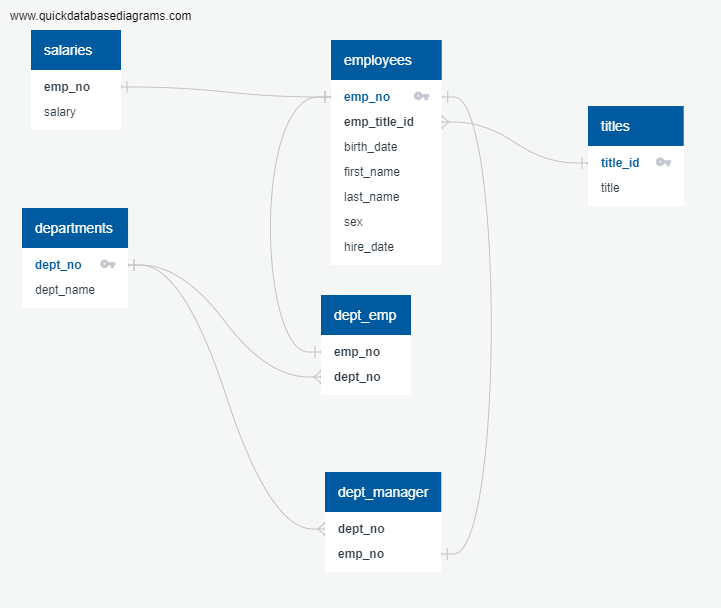 www.quickdatabasediagrams.com
salaries
emp_no
salary
employees
emp_no
emp_title_id
birth_date
first_name
last_name
sex
hire_date
titles
title_id
title
departments
dept_no
dept_name
dept_emp
emp_no
dept_no
dept_manager
dept_no
emp_no